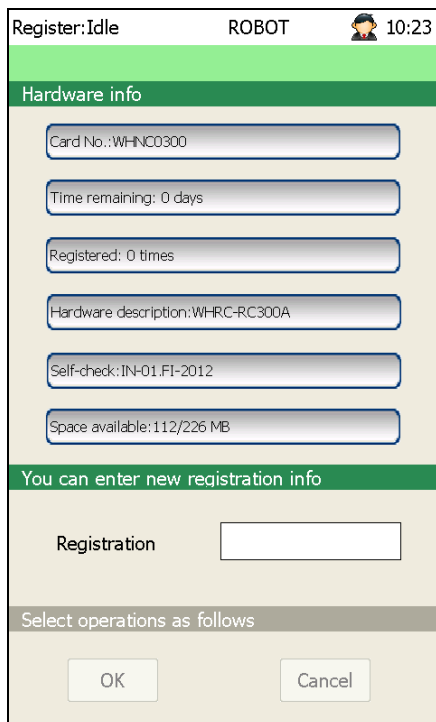 Register:Idle ROBOT 10:23
Hardware info
Card No.:WHNC0300
Time remaining: 0 days
Registered: 0 times
Hardware description:WHRC-RC300A
Self-check:IN-01.FI-2012
Space available:112/226 MB
You can enter new registration info
Registration
Select operations as follows
OK Cancel